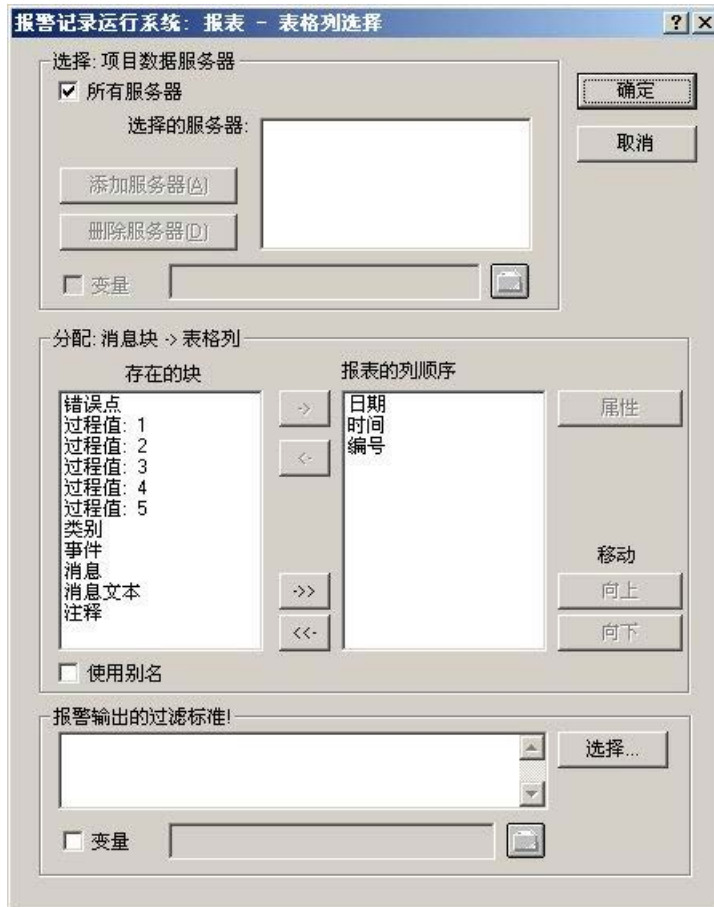 报警记录运行系统: 报表 - 表格列选择
选择: 项目数据服务器
所有服务器
确定
选择的服务器:
取消
添加服务器(A)
删除服务器(D)
变量
分配: 消息块 -> 表格列
存在的块
报表的列顺序
错误点
过程值: 1
过程值: 2
过程值: 3
过程值: 4
过程值: 5
类别
事件
消息
消息文本
注释
->
<-
->>
<<-
日期
时间
编号
属性
移动
向上
向下
使用别名
报警输出的过滤标准!
选择...
变量